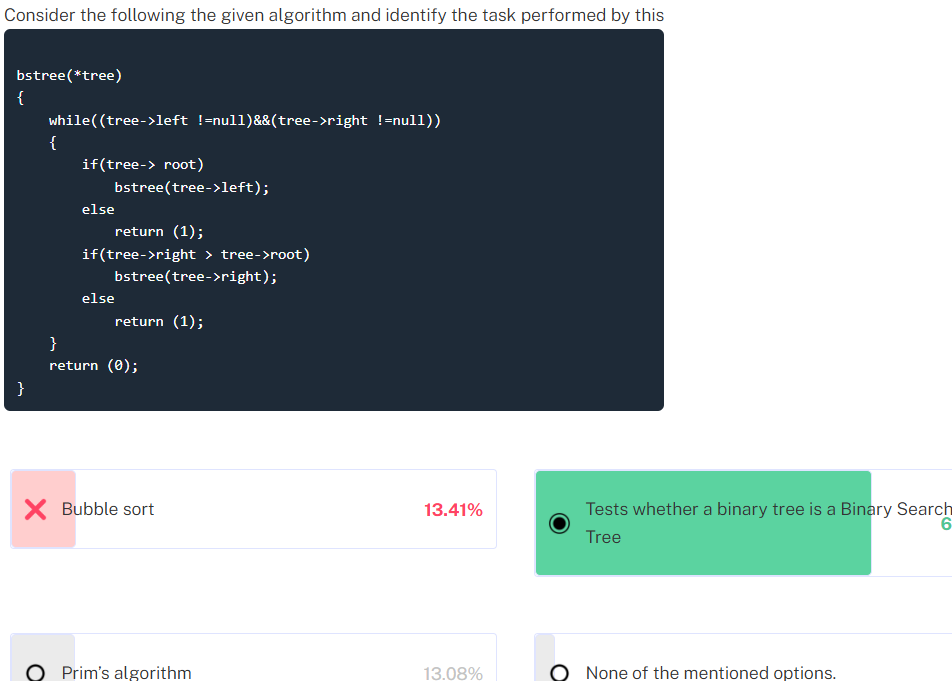 Consider the following the given algorithm and identify the task performed by this
bstree(*tree)
{
    while((tree->left !=null)&&(tree->right !=null))
    {
        if(tree-> root)
            bstree(tree->left);
        else
            return (1);
        if(tree->right > tree->root)
            bstree(tree->right);
        else
            return (1);
    }
    return (0);
}
Bubble sort
13.41%
Tests whether a binary tree is a Binary Search
Tree
6
Prim's algorithm
13.08%
None of the mentioned options.